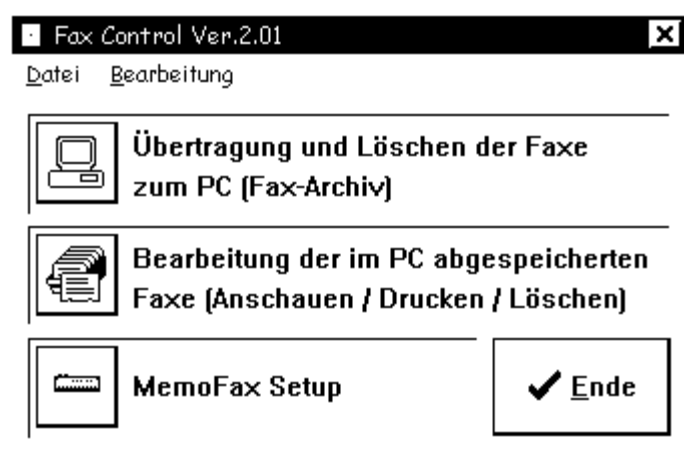 Fax Control Ver.2.01
Datei Bearbeitung
Übertragung und Löschen der Faxe
zum PC (Fax-Archiv)
Bearbeitung der im PC abgespeicherten
Faxe (Anschauen / Drucken / Löschen)
MemoFax Setup
Ende